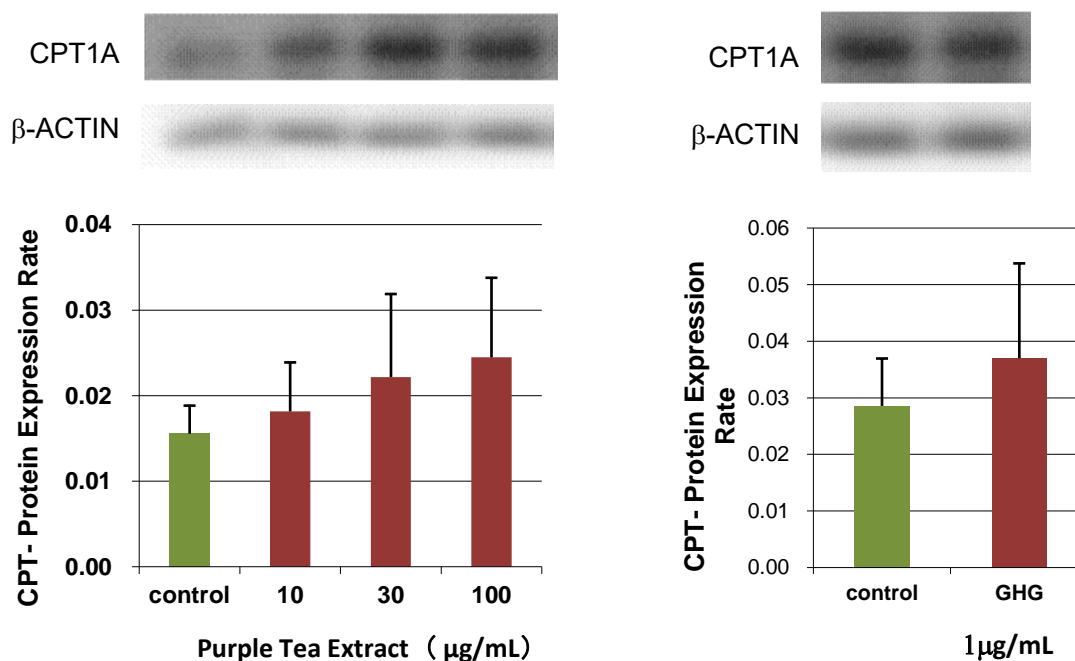 CPT1A
β-ACTIN
CPT- Protein Expression Rate
0.04
0.03
0.02
0.01
0.00
control 10 30 100
Purple Tea Extract ( μg/mL)
CPT1A
β-ACTIN
CPT- Protein Expression
Rate
0.06
0.05
0.04
0.03
0.02
0.01
0.00
control GHG
1μg/mL